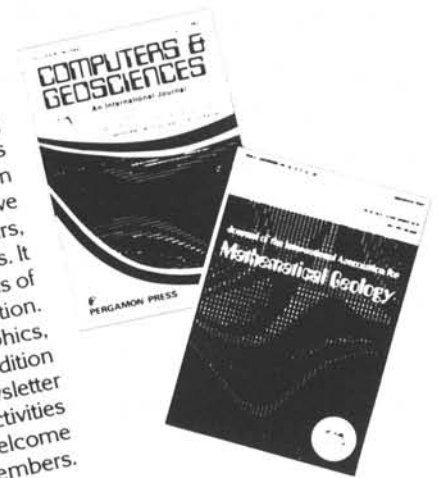 COMPUTERS &
GEOSCIENCES
An International Journal
PERGAMON PRESS
Journal of the International Association for
Mathematical Geology
s
n
ve
rs,
s. It
s of
tion.
phics,
dition
sletter
ctivities
elcome
embers.